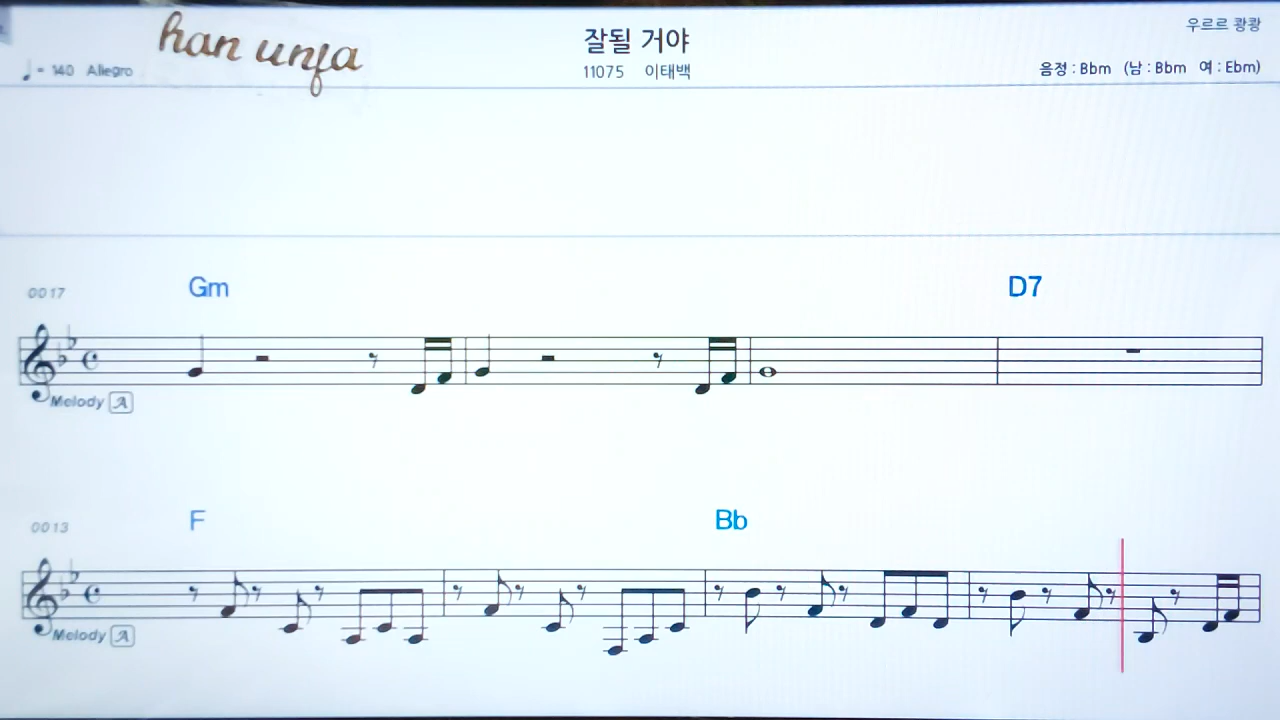 han unja
잘될 거야
우르르 쾅쾅
♩ = 140 Allegro
11075 이태백
음정 : Bbm (남 : Bbm 여 : Ebm)
0017 Gm D7
Melody A
0013 F Bb
Melody A